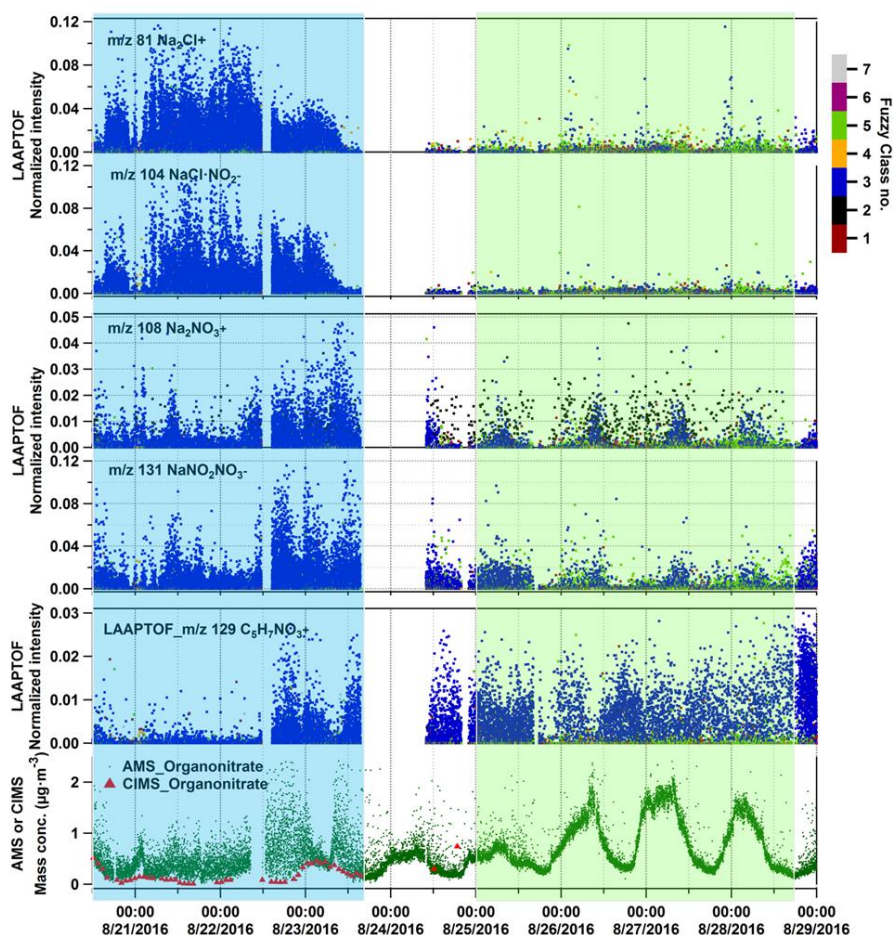 0.12
0.08
0.04
0.00
LAAPTOF
Normalized intensity
m/z 81 Na₂Cl+
0.12
0.08
0.04
0.00
m/z 104 NaCl·NO₂-
0.05
0.04
0.03
0.02
0.01
0.00
LAAPTOF
Normalized intensity
m/z 108 Na₂NO₃+
0.12
0.08
0.04
0.00
m/z 131 NaNO₂NO₃-
0.03
0.02
0.01
0.00
LAAPTOF
Normalized intensity
LAAPTOF_m/z 129 C₅H₇NO₃+
2
1
0
AMS or CIMS
Mass conc. (µg·m⁻³)
AMS_Organonitrate
CIMS_Organonitrate
00:00 00:00 00:00 00:00 00:00 00:00 00:00 00:00 00:00
8/21/2016 8/22/2016 8/23/2016 8/24/2016 8/25/2016 8/26/2016 8/27/2016 8/28/2016 8/29/2016
7
6
5
4
3
2
1
Fuzzy Class no.